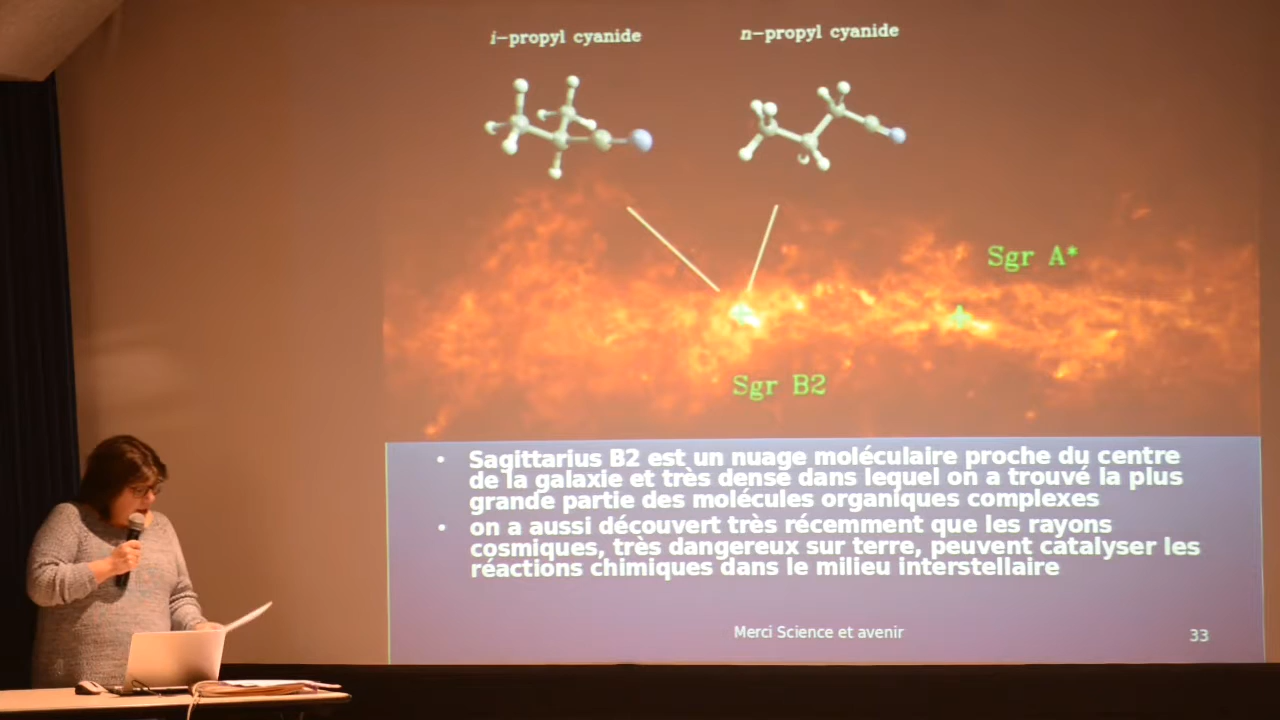 i-propyl cyanide
n-propyl cyanide
Sgr A*
Sgr B2
• Sagittarius B2 est un nuage moléculaire proche du centre
de la galaxie et très dense dans lequel on a trouvé la plus
grande partie des molécules organiques complexes
• on a aussi découvert très récemment que les rayons
cosmiques, très dangereux sur terre, peuvent catalyser les
réactions chimiques dans le milieu interstellaire
Merci Science et avenir
33